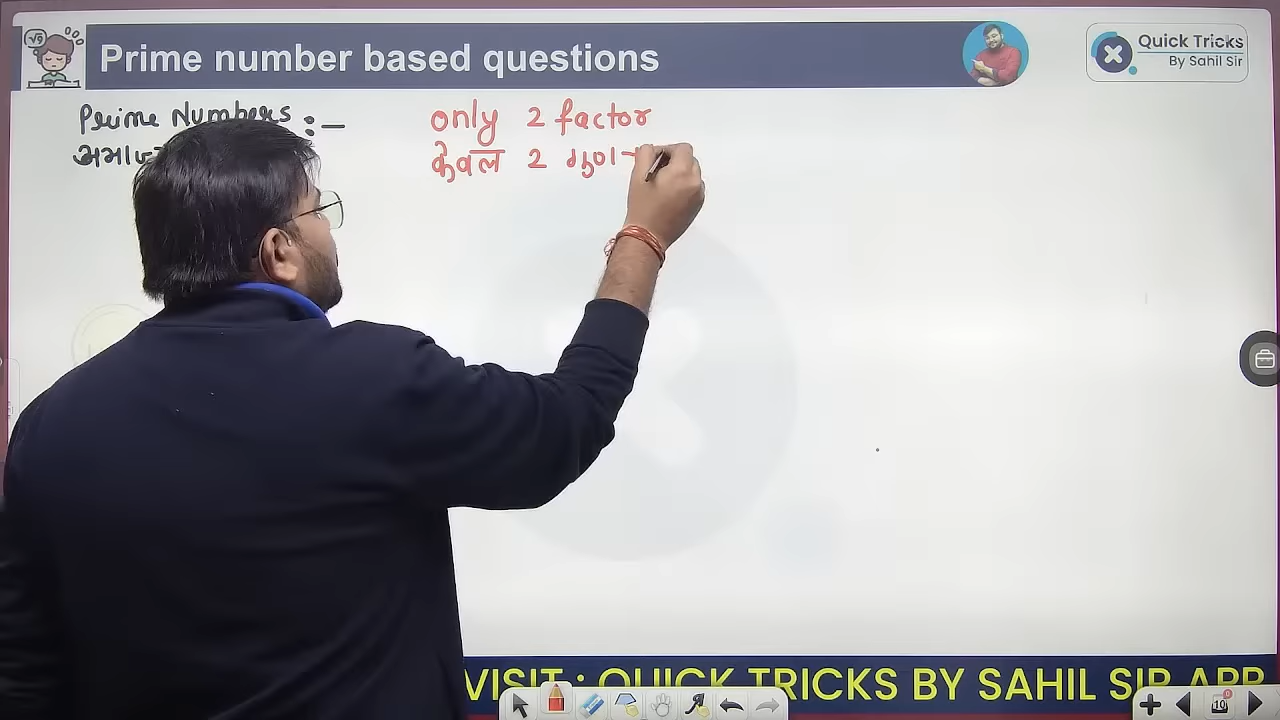 Prime number based questions
Quick Tricks
By Sahil Sir
Prime Numbers :-
only 2 factor
केवल 2
VISIT : QUICK TRICKS BY SAHIL SIR APP
10